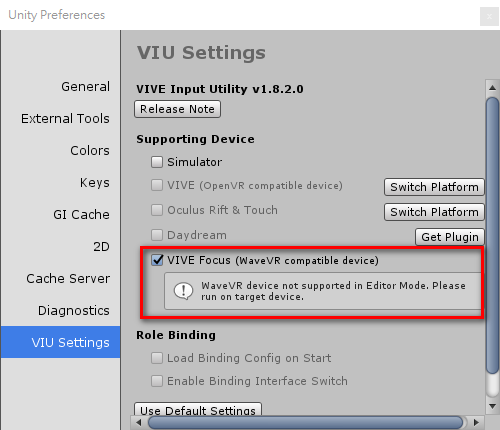 Unity Preferences
VIU Settings
General
External Tools
Colors
Keys
GI Cache
2D
Cache Server
Diagnostics
VIU Settings
VIVE Input Utility v1.8.2.0
Release Note
Supporting Device
Simulator
VIVE (OpenVR compatible device) Switch Platform
Oculus Rift & Touch Switch Platform
Daydream Get Plugin
VIVE Focus (WaveVR compatible device)
WaveVR device not supported in Editor Mode. Please
run on target device.
Role Binding
Load Binding Config on Start
Enable Binding Interface Switch
Use Default Settings